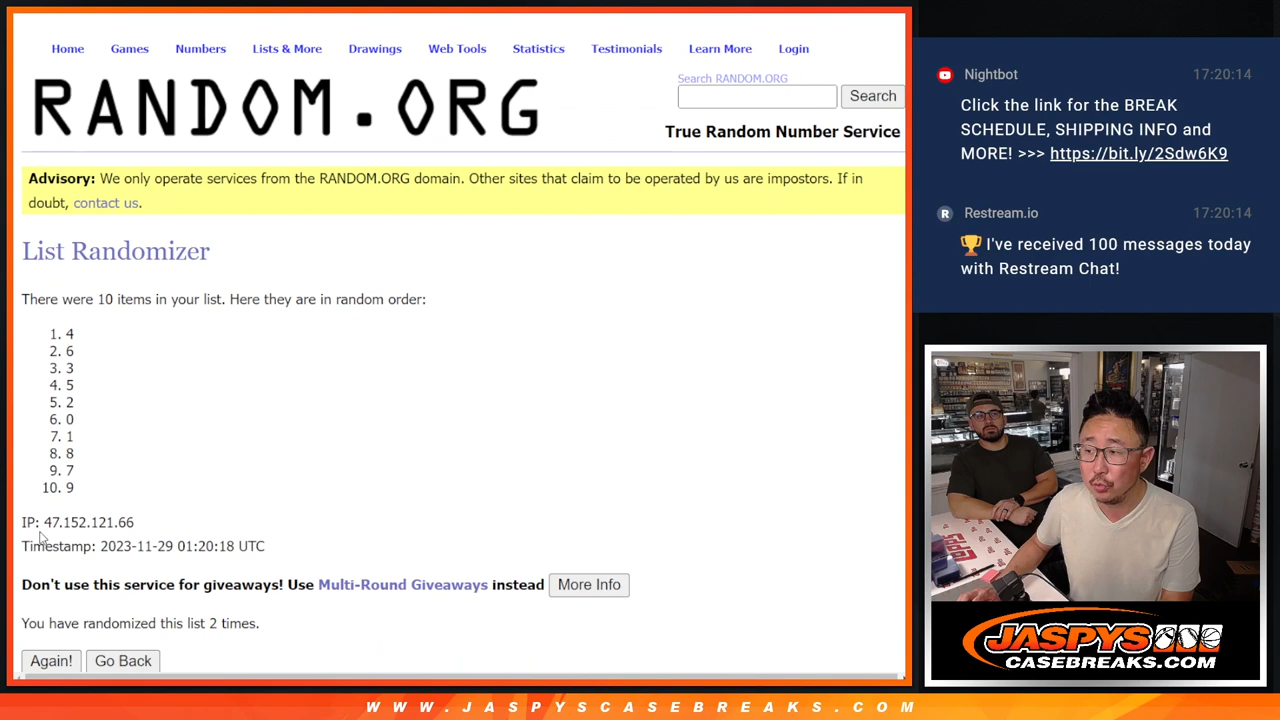 Home Games Numbers Lists & More Drawings Web Tools Statistics Testimonials Learn More Login
RANDOM.ORG
Search RANDOM.ORG
Search
True Random Number Service
Advisory: We only operate services from the RANDOM.ORG domain. Other sites that claim to be operated by us are impostors. If in
doubt, contact us.
List Randomizer
There were 10 items in your list. Here they are in random order:
1. 4
2. 6
3. 3
4. 5
5. 2
6. 0
7. 1
8. 8
9. 7
10. 9
IP: 47.152.121.66
Timestamp: 2023-11-29 01:20:18 UTC
Don't use this service for giveaways! Use Multi-Round Giveaways instead More Info
You have randomized this list 2 times.
Again! Go Back
Nightbot 17:20:14
Click the link for the BREAK
SCHEDULE, SHIPPING INFO and
MORE! >>> https://bit.ly/2Sdw6K9
R Restream.io 17:20:14
🏆 I've received 100 messages today
with Restream Chat!
JASPYS
CASEBREAKS.COM
WWW.JASPYSCASEBREAKS.COM